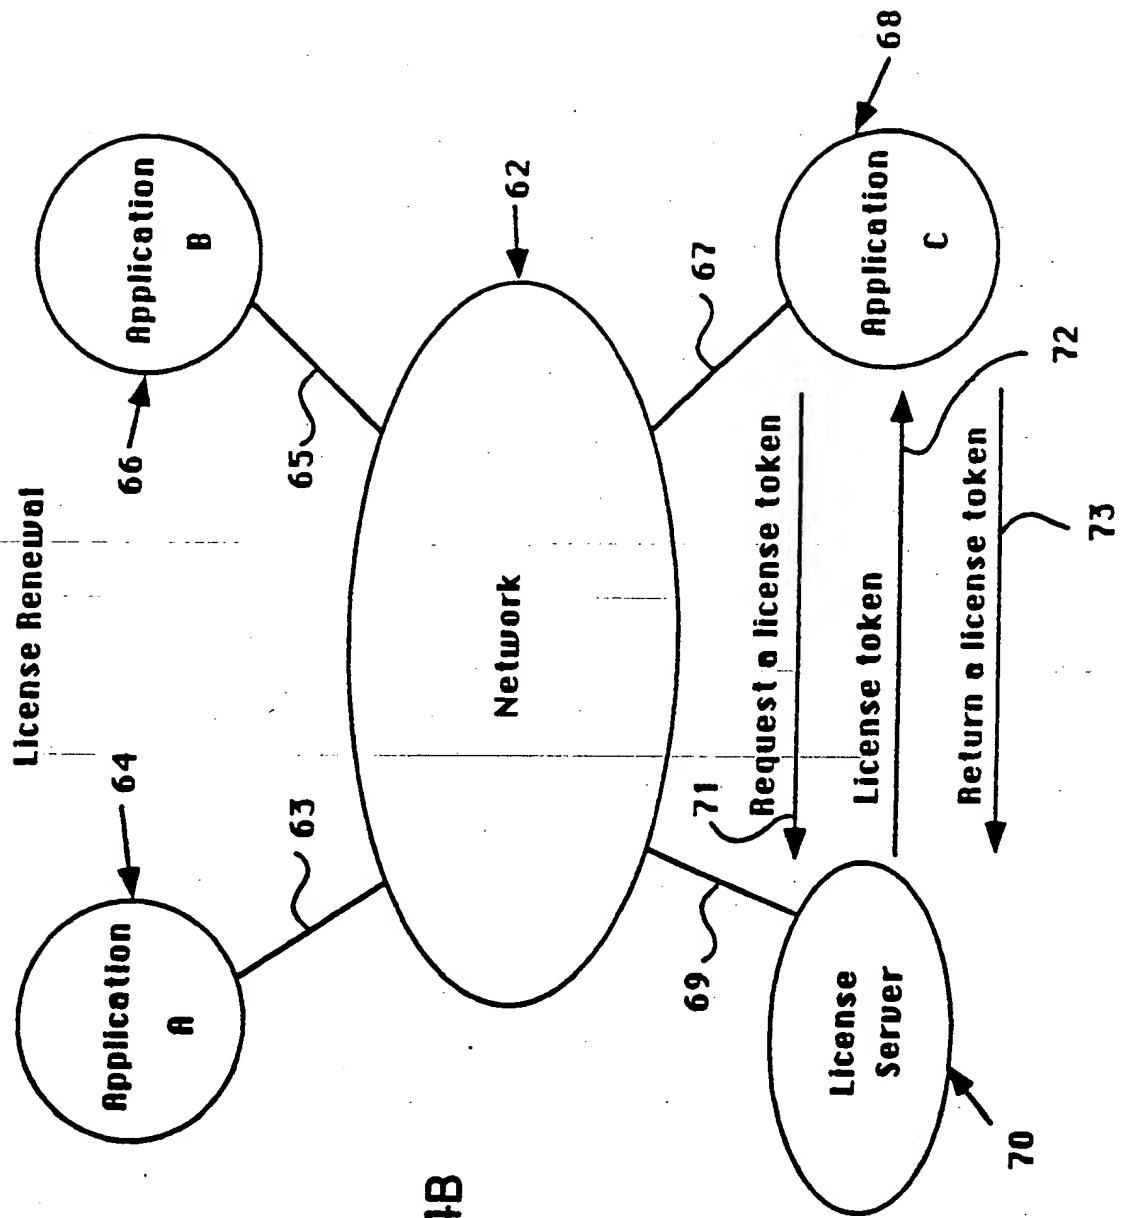 License Renewal
64
Application
A
63
66
Application
B
65
Network
62
69
67
71
Request a license token
License token
72
Return a license token
73
License
Server
70
Application
C
68